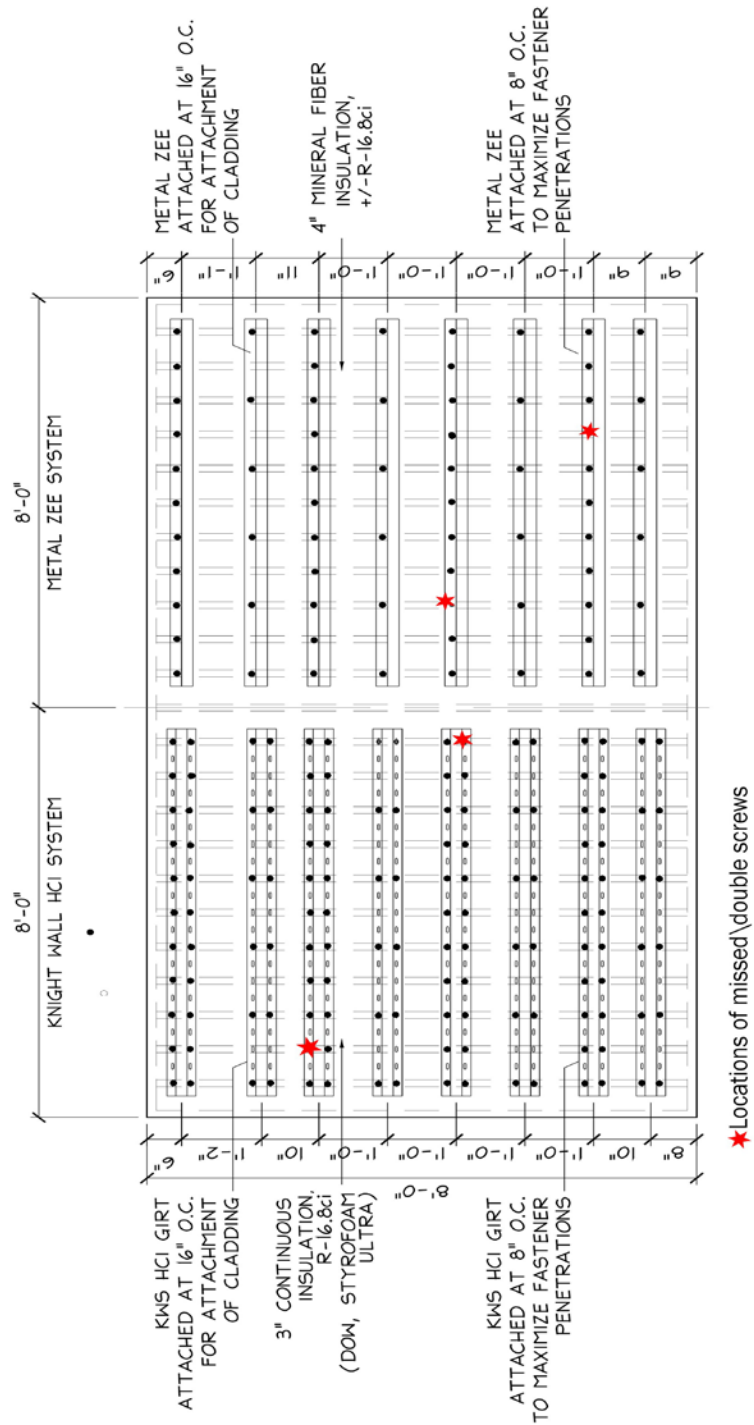 8'-0"
8'-0"
KNIGHT WALL HCI SYSTEM
METAL ZEE SYSTEM
KWS HCI GIRT
ATTACHED AT 16" O.C.
FOR ATTACHMENT
OF CLADDING
3" CONTINUOUS
INSULATION,
R-16.8ci
(DOW, STYROFOAM
ULTRA)
KWS HCI GIRT
ATTACHED AT 8" O.C.
TO MAXIMIZE FASTENER
PENETRATIONS
8'-0"
6"
1'-2"
10"
1'-0"
1'-0"
1'-0"
1'-0"
10"
8"
6"
1'-1"
11"
1'-0"
1'-0"
1'-0"
1'-0"
9"
9"
METAL ZEE
ATTACHED AT 16" O.C.
FOR ATTACHMENT
OF CLADDING
4" MINERAL FIBER
INSULATION,
+/-R-16.8ci
METAL ZEE
ATTACHED AT 8" O.C.
TO MAXIMIZE FASTENER
PENETRATIONS
Locations of missed\double screws